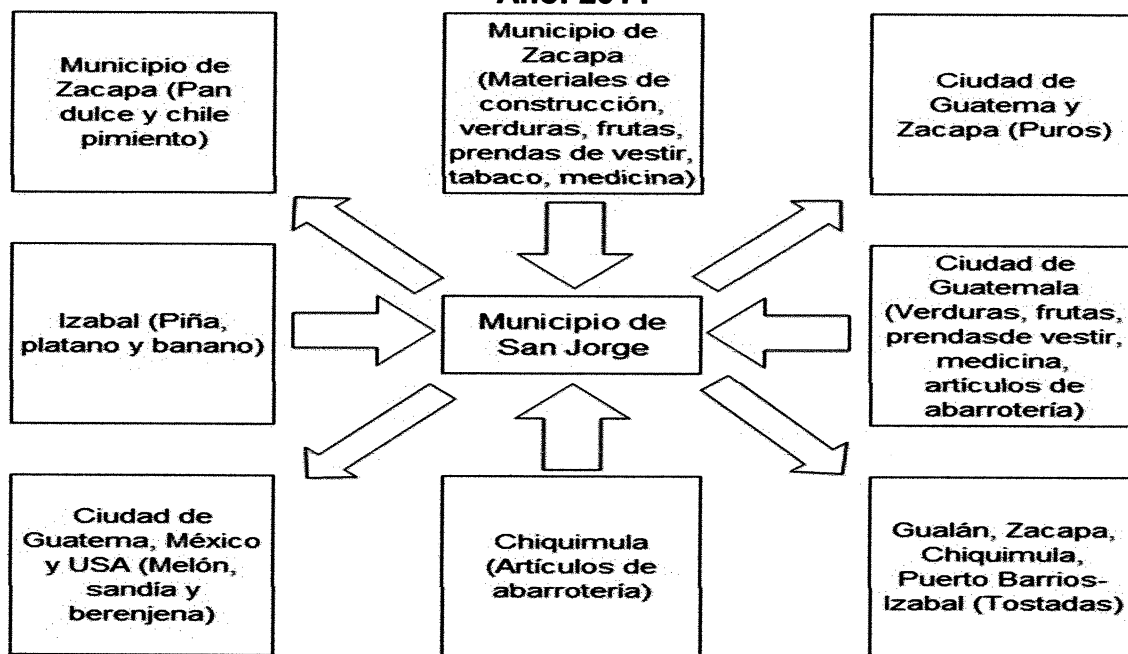 Municipio de
Zacapa (Pan
dulce y chile
pimiento)
Municipio de
Zacapa
(Materiales de
construcción,
verduras, frutas,
prendas de vestir,
tabaco, medicina)
Ciudad de
Guatema y
Zacapa (Puros)
Izabal (Piña,
platano y banano)
Municipio de
San Jorge
Ciudad de
Guatemala
(Verduras, frutas,
prendasde vestir,
medicina,
artículos de
abarrotería)
Ciudad de
Guatema, México
y USA (Melón,
sandía y
berenjena)
Chiquimula
(Artículos de
abarrotería)
Gualán, Zacapa,
Chiquimula,
Puerto Barrios-
Izabal (Tostadas)